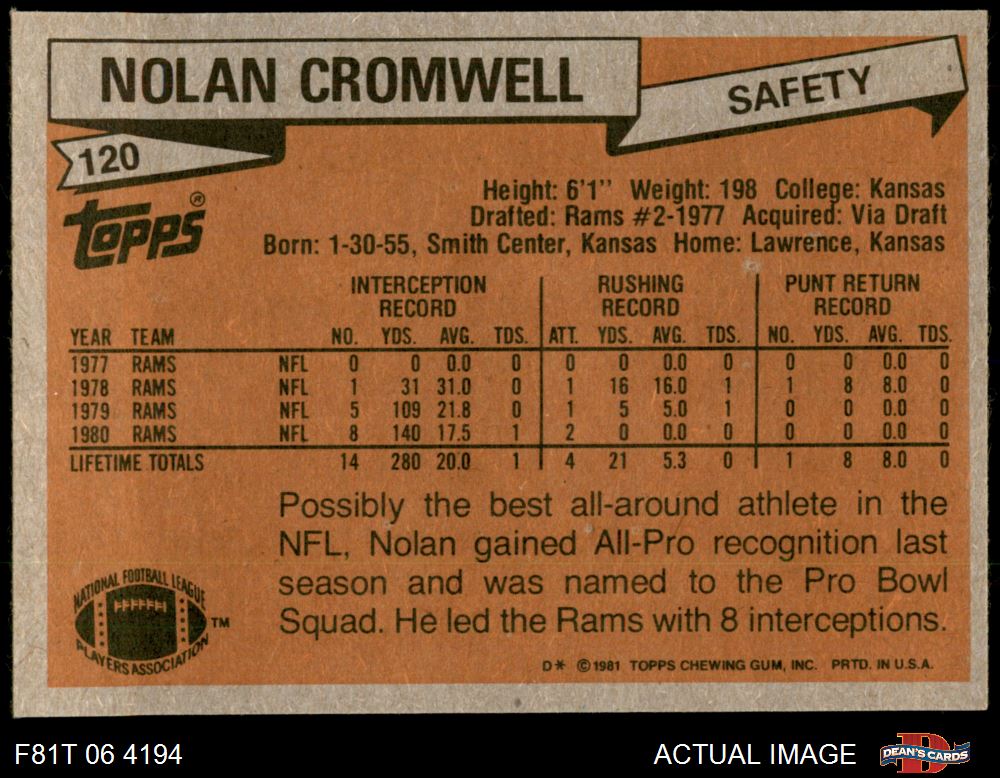 NOLAN CROMWELL
SAFETY
120
TOPPS®
Height: 6'1" Weight: 198 College: Kansas
Drafted: Rams #2-1977 Acquired: Via Draft
Born: 1-30-55, Smith Center, Kansas Home: Lawrence, Kansas
INTERCEPTION RECORD RUSHING RECORD PUNT RETURN RECORD
YEAR TEAM NO. YDS. AVG. TDS. ATT. YDS. AVG. TDS. NO. YDS. AVG. TDS.
1977 RAMS NFL 0 0 0.0 0 0 0 0.0 0 0 0 0.0 0
1978 RAMS NFL 1 31 31.0 0 1 16 16.0 1 1 8 8.0 0
1979 RAMS NFL 5 109 21.8 0 1 5 5.0 1 0 0 0.0 0
1980 RAMS NFL 8 140 17.5 1 2 0 0.0 0 0 0 0.0 0
LIFETIME TOTALS 14 280 20.0 1 4 21 5.3 0 1 8 8.0 0
Possibly the best all-around athlete in the
NFL, Nolan gained All-Pro recognition last
season and was named to the Pro Bowl
Squad. He led the Rams with 8 interceptions.
NATIONAL FOOTBALL LEAGUE
PLAYERS ASSOCIATION
TM
D* ©1981 TOPPS CHEWING GUM, INC. PRTD. IN U.S.A.
F81T 06 4194
ACTUAL IMAGE
D
DEAN'S CARDS